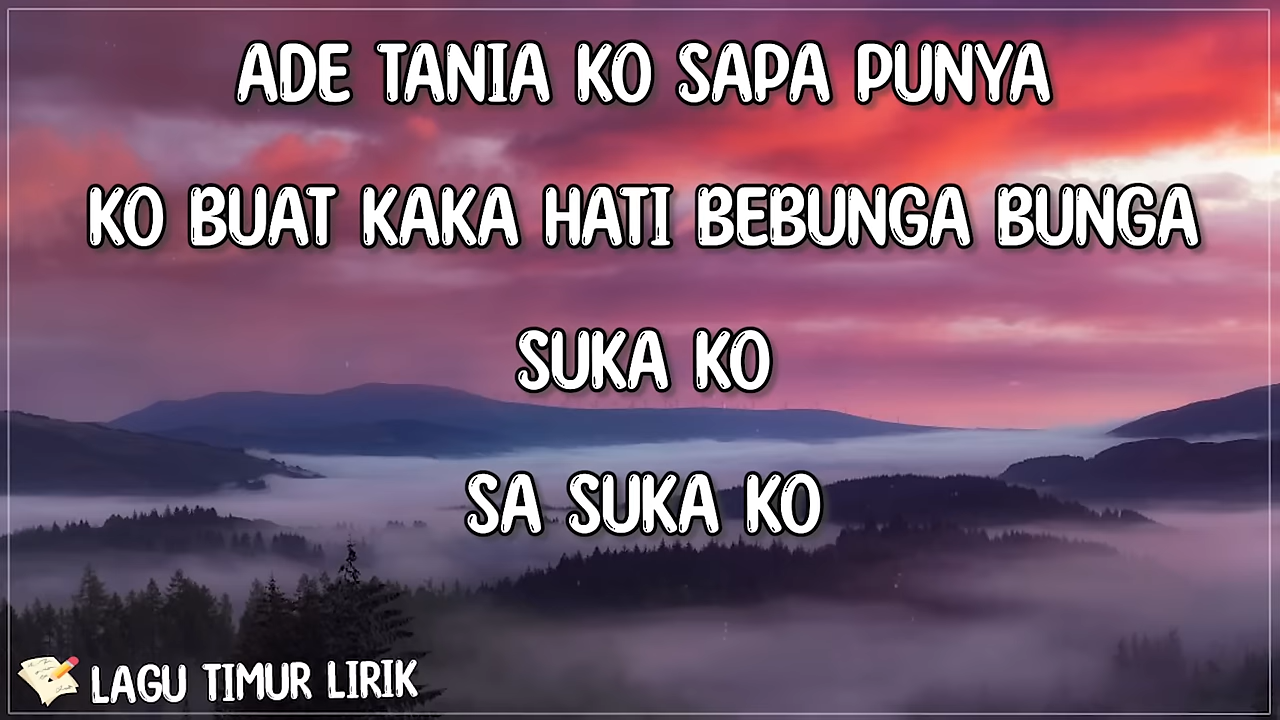 ADE TANIA KO SAPA PUNYA
KO BUAT KAKA HATI BEBUNGA BUNGA
SUKA KO
SA SUKA KO
LAGU TIMUR LIRIK